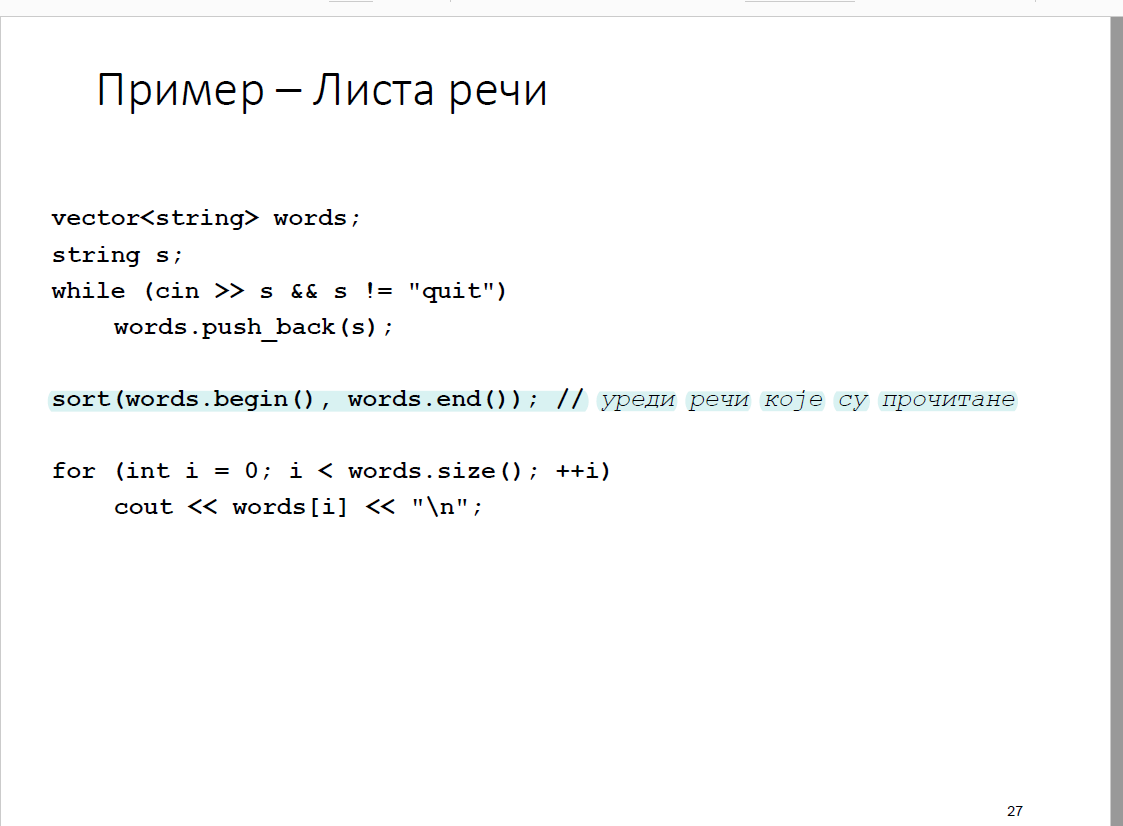 Пример – Листа речи
vector<string> words;
string s;
while (cin >> s && s != "quit")
    words.push_back(s);
sort(words.begin(), words.end()); // уреди речи које су прочитане
for (int i = 0; i < words.size(); ++i)
    cout << words[i] << "\n";
27